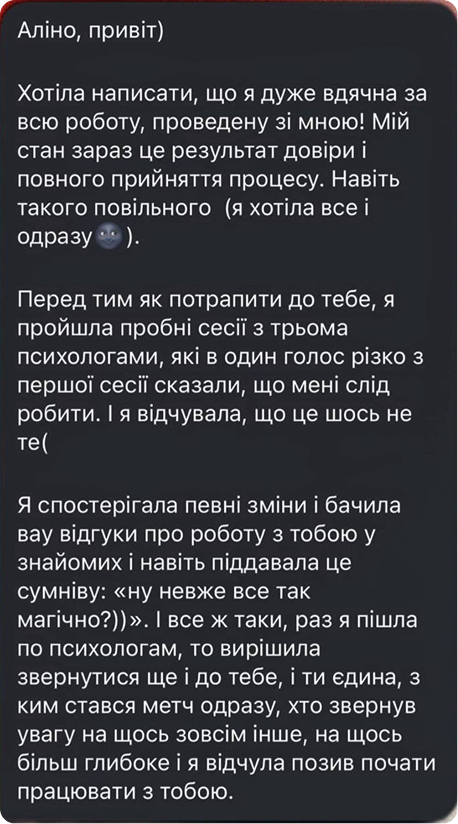 Аліно, привіт)
Хотіла написати, що я дуже вдячна за
всю роботу, проведену зі мною! Мій
стан зараз це результат довіри і
повного прийняття процесу. Навіть
такого повільного  (я хотіла все і
одразу🌚).
Перед тим як потрапити до тебе, я
пройшла пробні сесії з трьома
психологами, які в один голос різко з
першої сесії сказали, що мені слід
робити. І я відчувала, що це шось не
те(
Я спостерігала певні зміни і бачила
вау відгуки про роботу з тобою у
знайомих і навіть піддавала це
сумніву: «ну невже все так
магічно?))». І все ж таки, раз я пішла
по психологам, то вирішила
звернутися ще і до тебе, і ти єдина, з
ким стався метч одразу, хто звернув
увагу на щось зовсім інше, на щось
більш глибоке і я відчула позив почати
працювати з тобою.